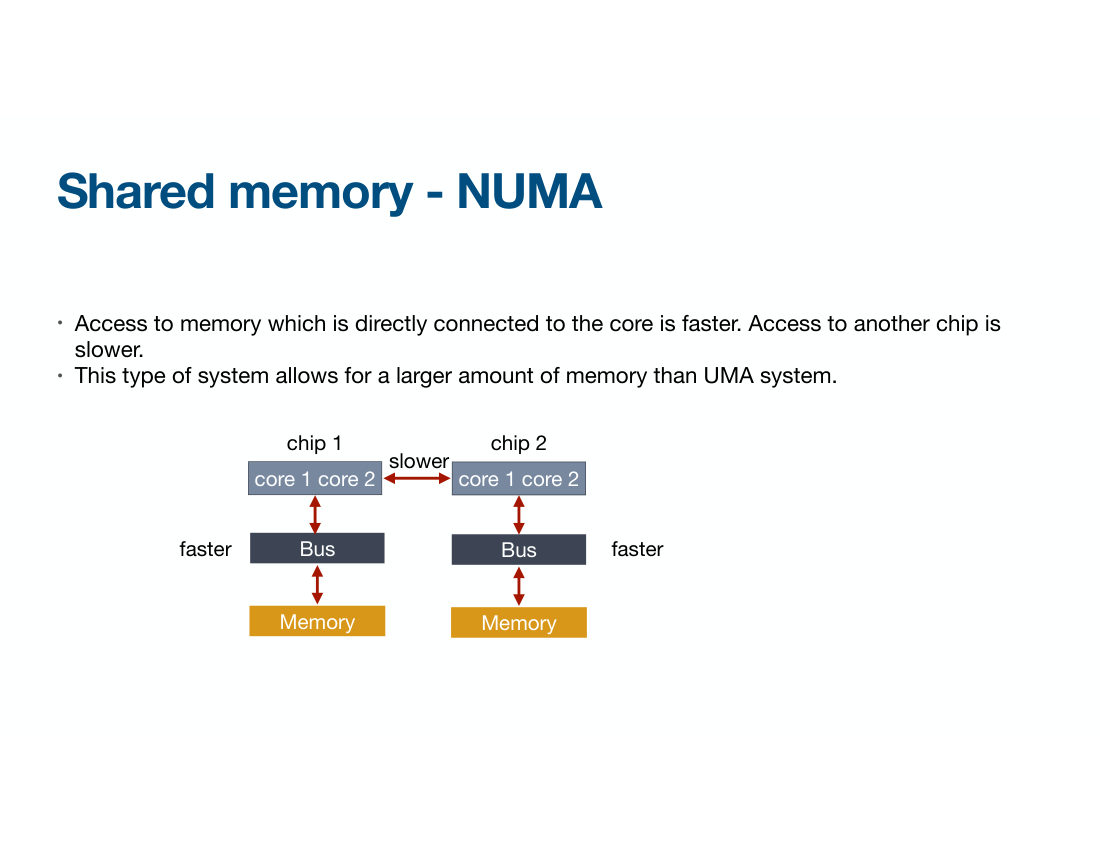 Shared memory - NUMA
• Access to memory which is directly connected to the core is faster. Access to another chip is
slower.
• This type of system allows for a larger amount of memory than UMA system.
chip 1
chip 2
slower
core 1 core 2
core 1 core 2
faster
Bus
Bus
faster
Memory
Memory